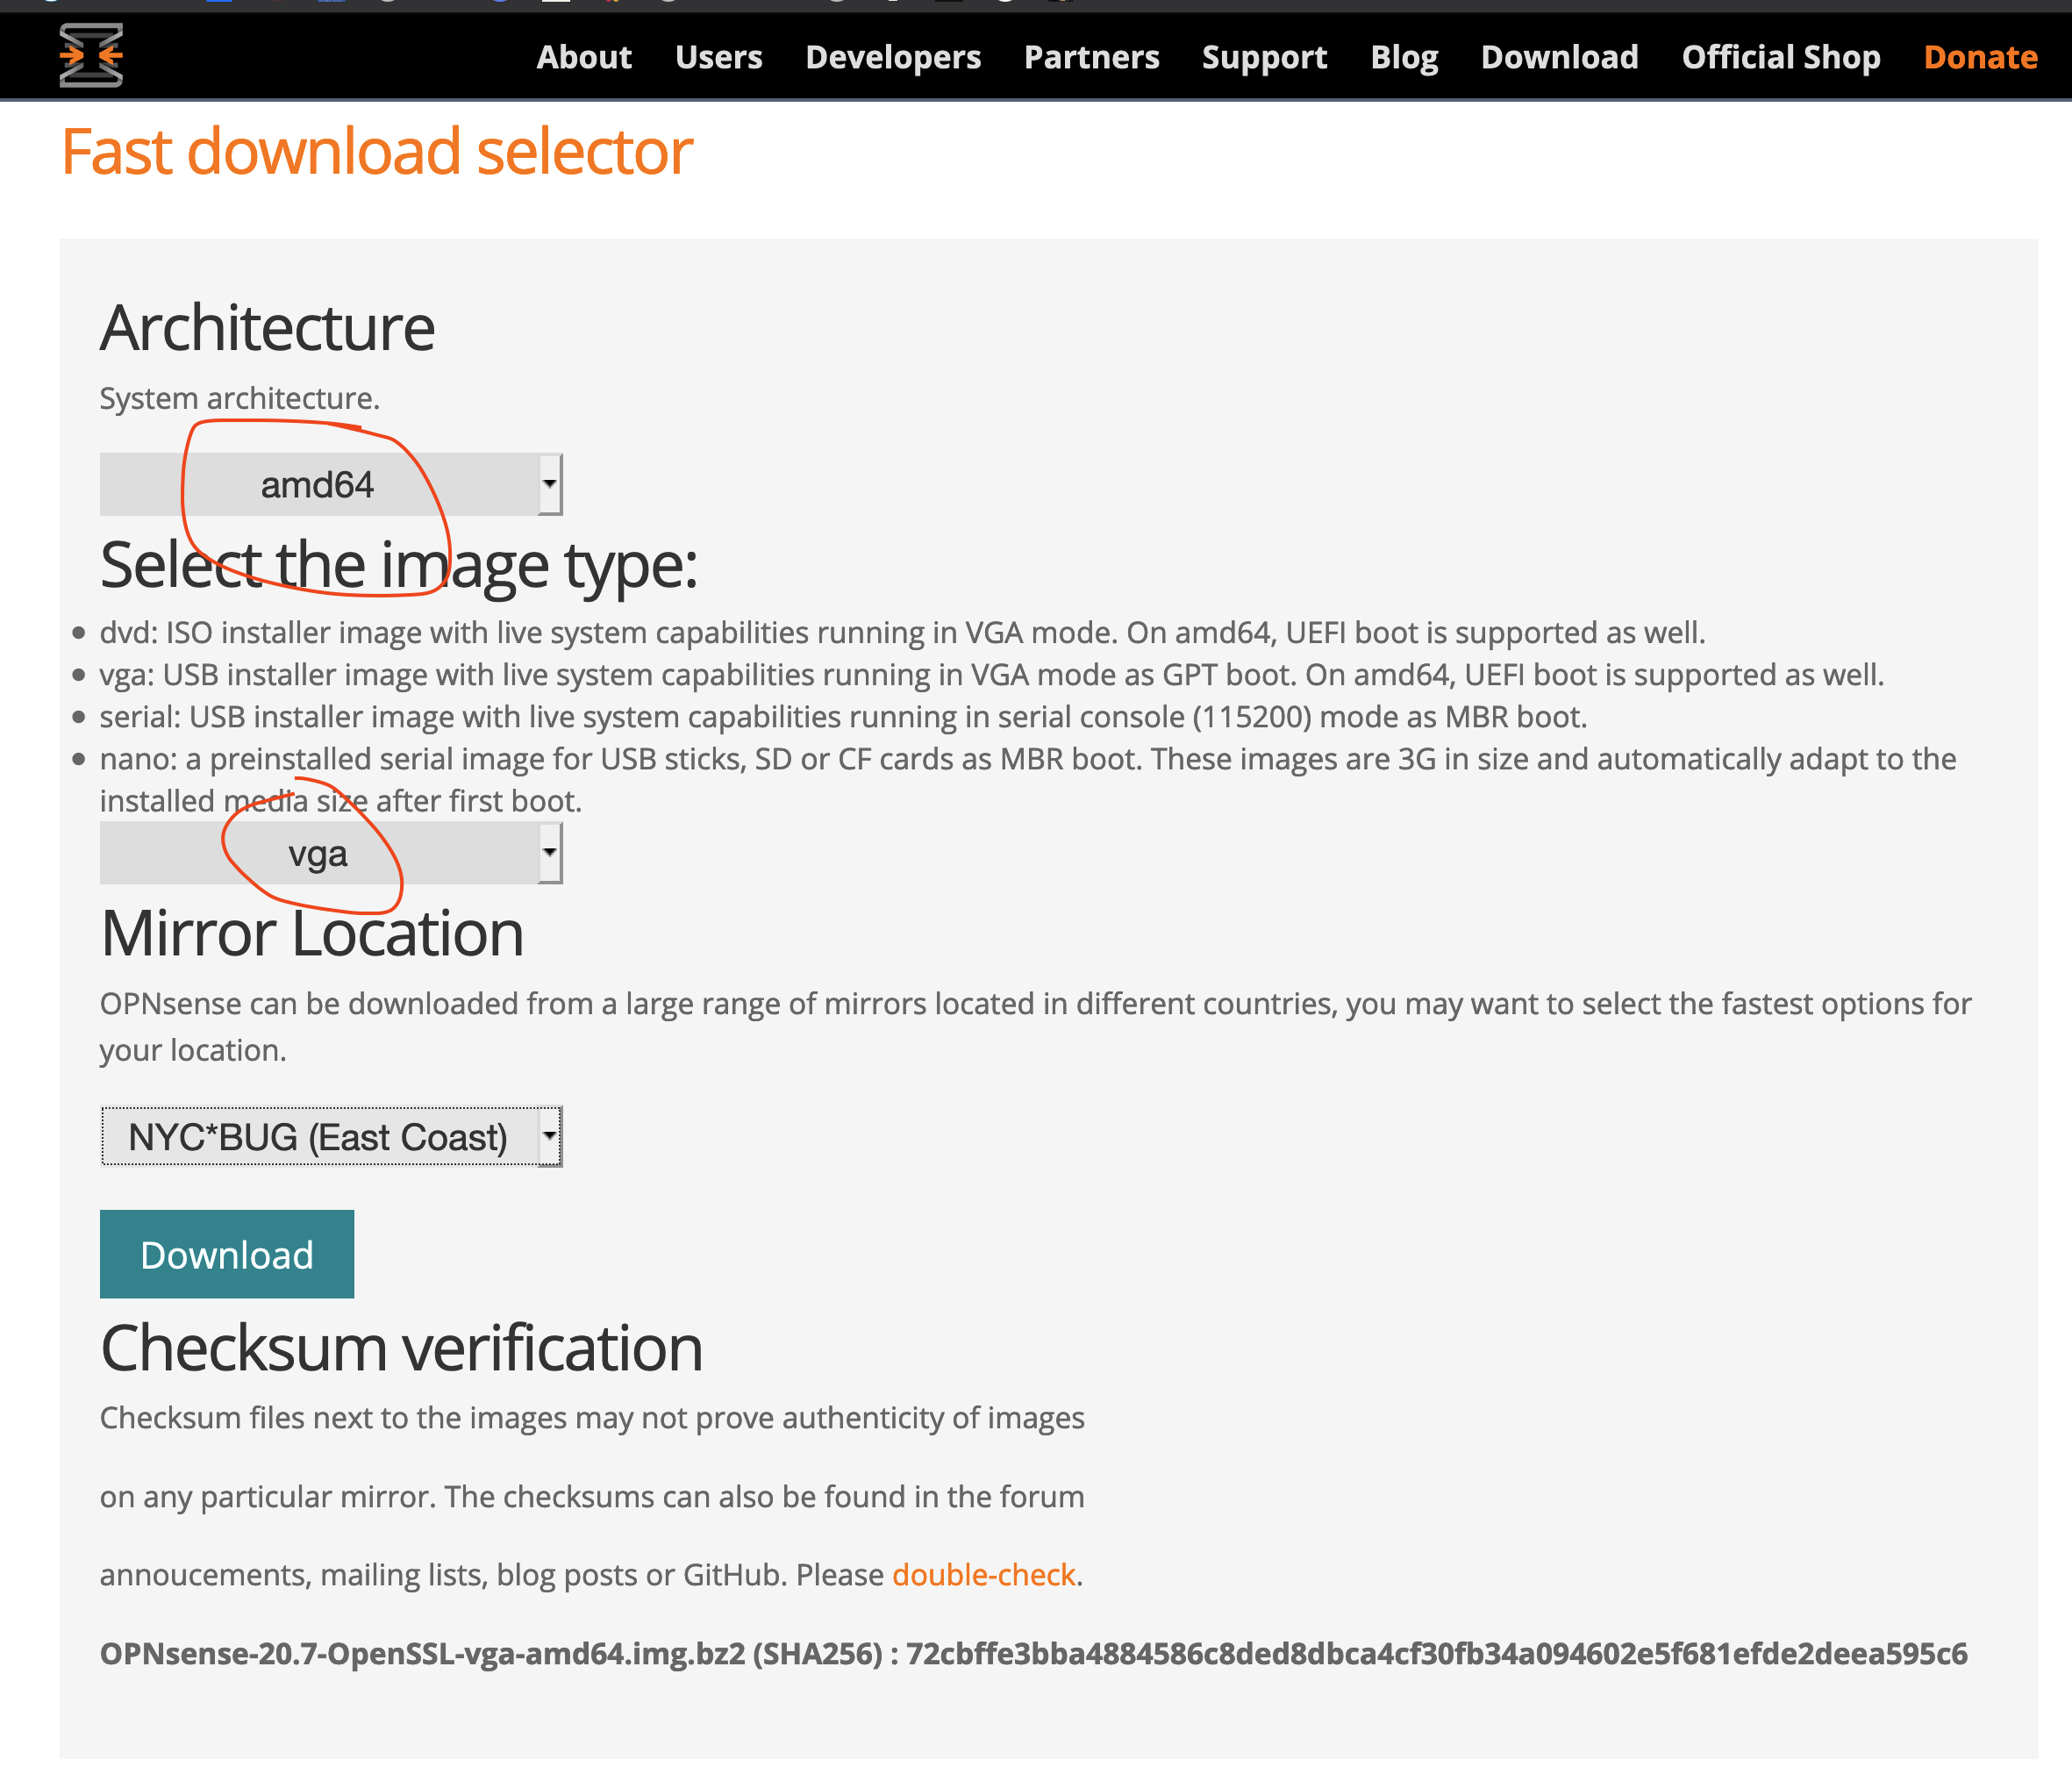 About Users Developers Partners Support Blog Download Official Shop Donate
Fast download selector
Architecture
System architecture.
amd64
Select the image type:
dvd: ISO installer image with live system capabilities running in VGA mode. On amd64, UEFI boot is supported as well.
vga: USB installer image with live system capabilities running in VGA mode as GPT boot. On amd64, UEFI boot is supported as well.
serial: USB installer image with live system capabilities running in serial console (115200) mode as MBR boot.
nano: a preinstalled serial image for USB sticks, SD or CF cards as MBR boot. These images are 3G in size and automatically adapt to the
installed media size after first boot.
vga
Mirror Location
OPNsense can be downloaded from a large range of mirrors located in different countries, you may want to select the fastest options for
your location.
NYC*BUG (East Coast)
Download
Checksum verification
Checksum files next to the images may not prove authenticity of images
on any particular mirror. The checksums can also be found in the forum
annoucements, mailing lists, blog posts or GitHub. Please double-check.
OPNsense-20.7-OpenSSL-vga-amd64.img.bz2 (SHA256) : 72cbffe3bba4884586c8ded8dbca4cf30fb34a094602e5f681efde2deea595c6